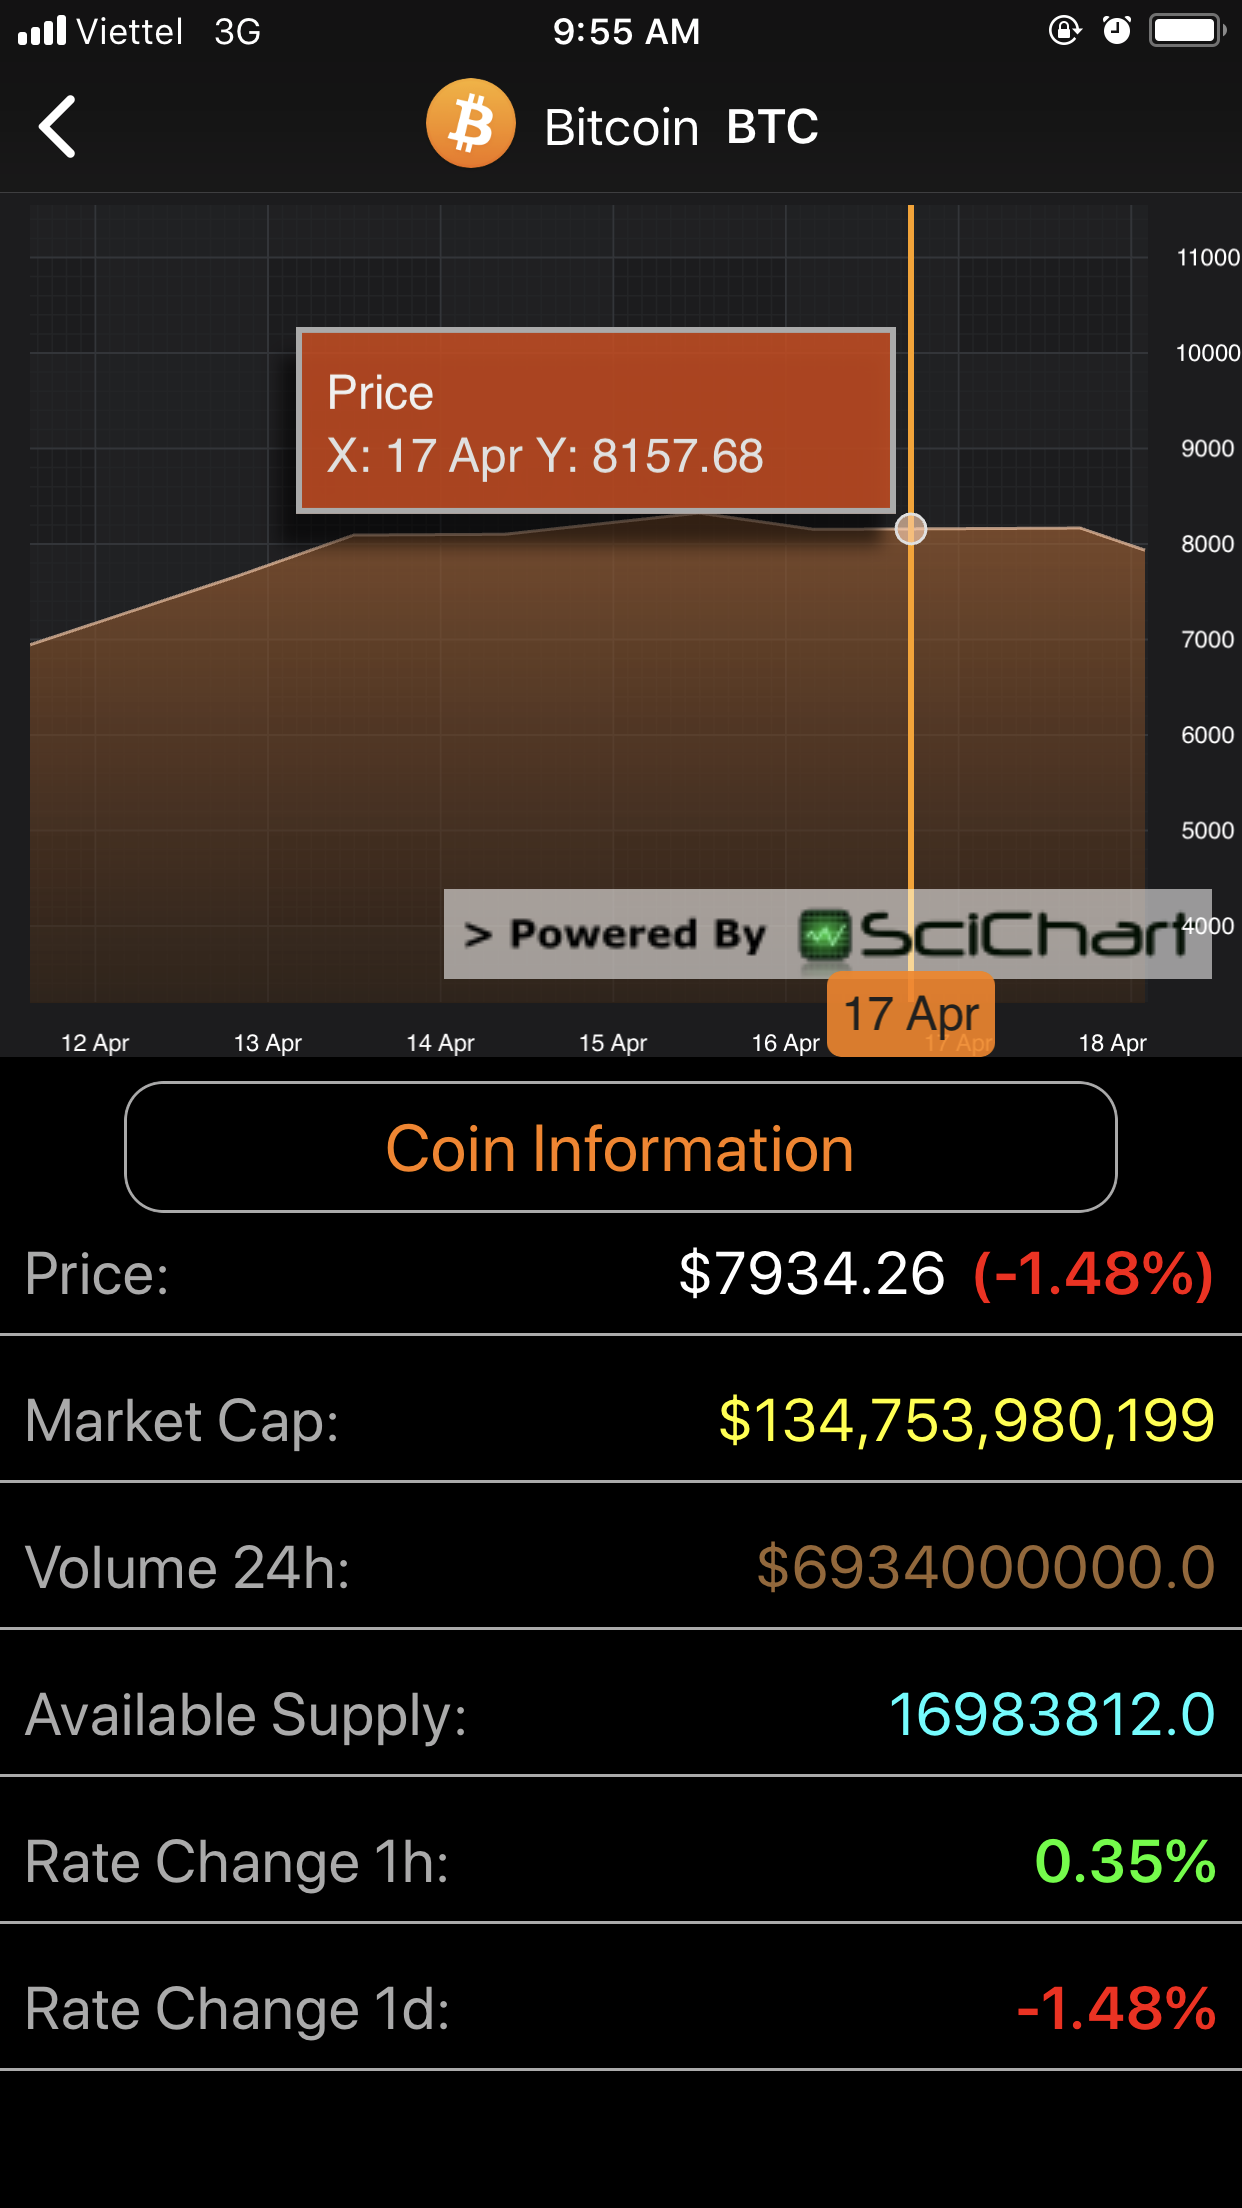 Viettel 3G 9:55 AM
Bitcoin BTC
11000
10000
Price
X: 17 Apr Y: 8157.68
9000
8000
7000
6000
5000
> Powered By SciChart
4000
17 Apr
12 Apr 13 Apr 14 Apr 15 Apr 16 Apr 17 Apr 18 Apr
Coin Information
Price: $7934.26 (-1.48%)
Market Cap: $134,753,980,199
Volume 24h: $6934000000.0
Available Supply: 16983812.0
Rate Change 1h: 0.35%
Rate Change 1d: -1.48%